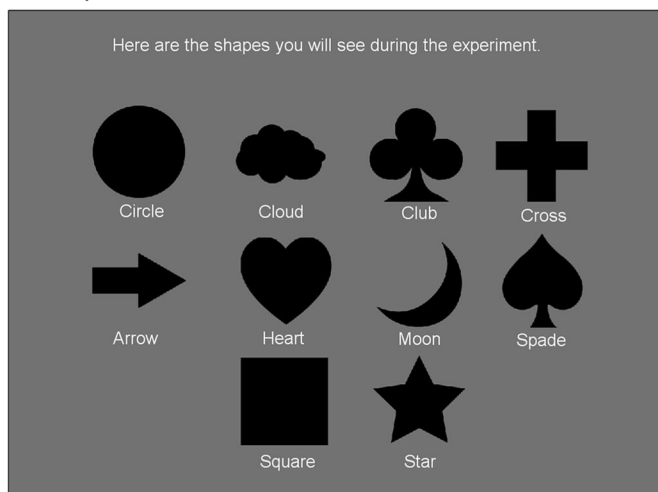 Here are the shapes you will see during the experiment.
Circle Cloud Club Cross
Arrow Heart Moon Spade
Square Star